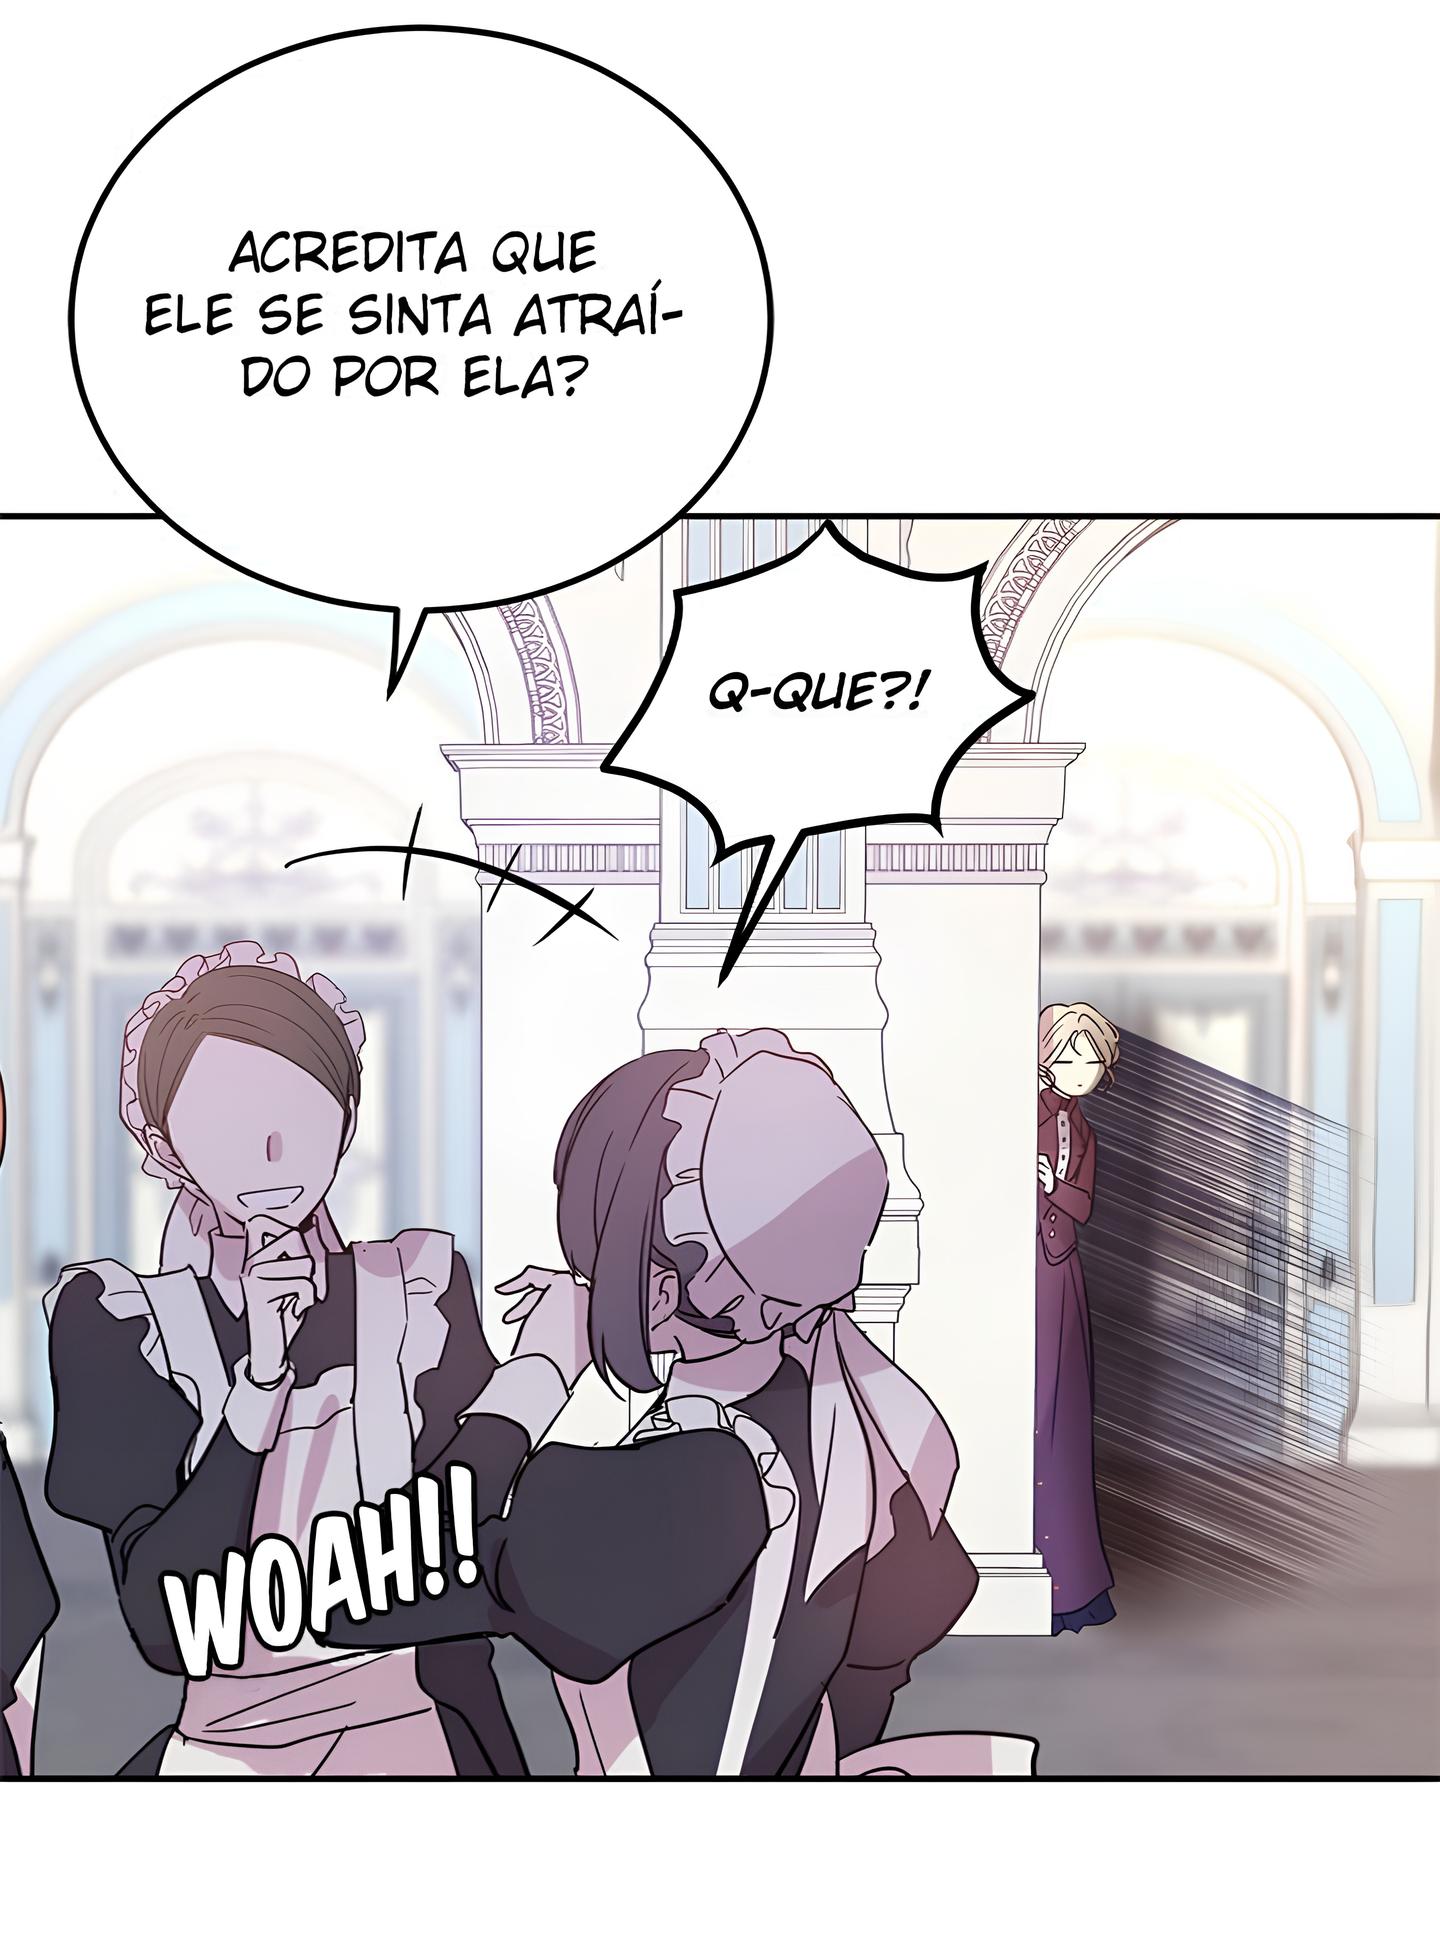 ACREDITA QUE
ELE SE SINTA ATRAÍ-
DO POR ELA?
Q-QUE?!
WOAH!!